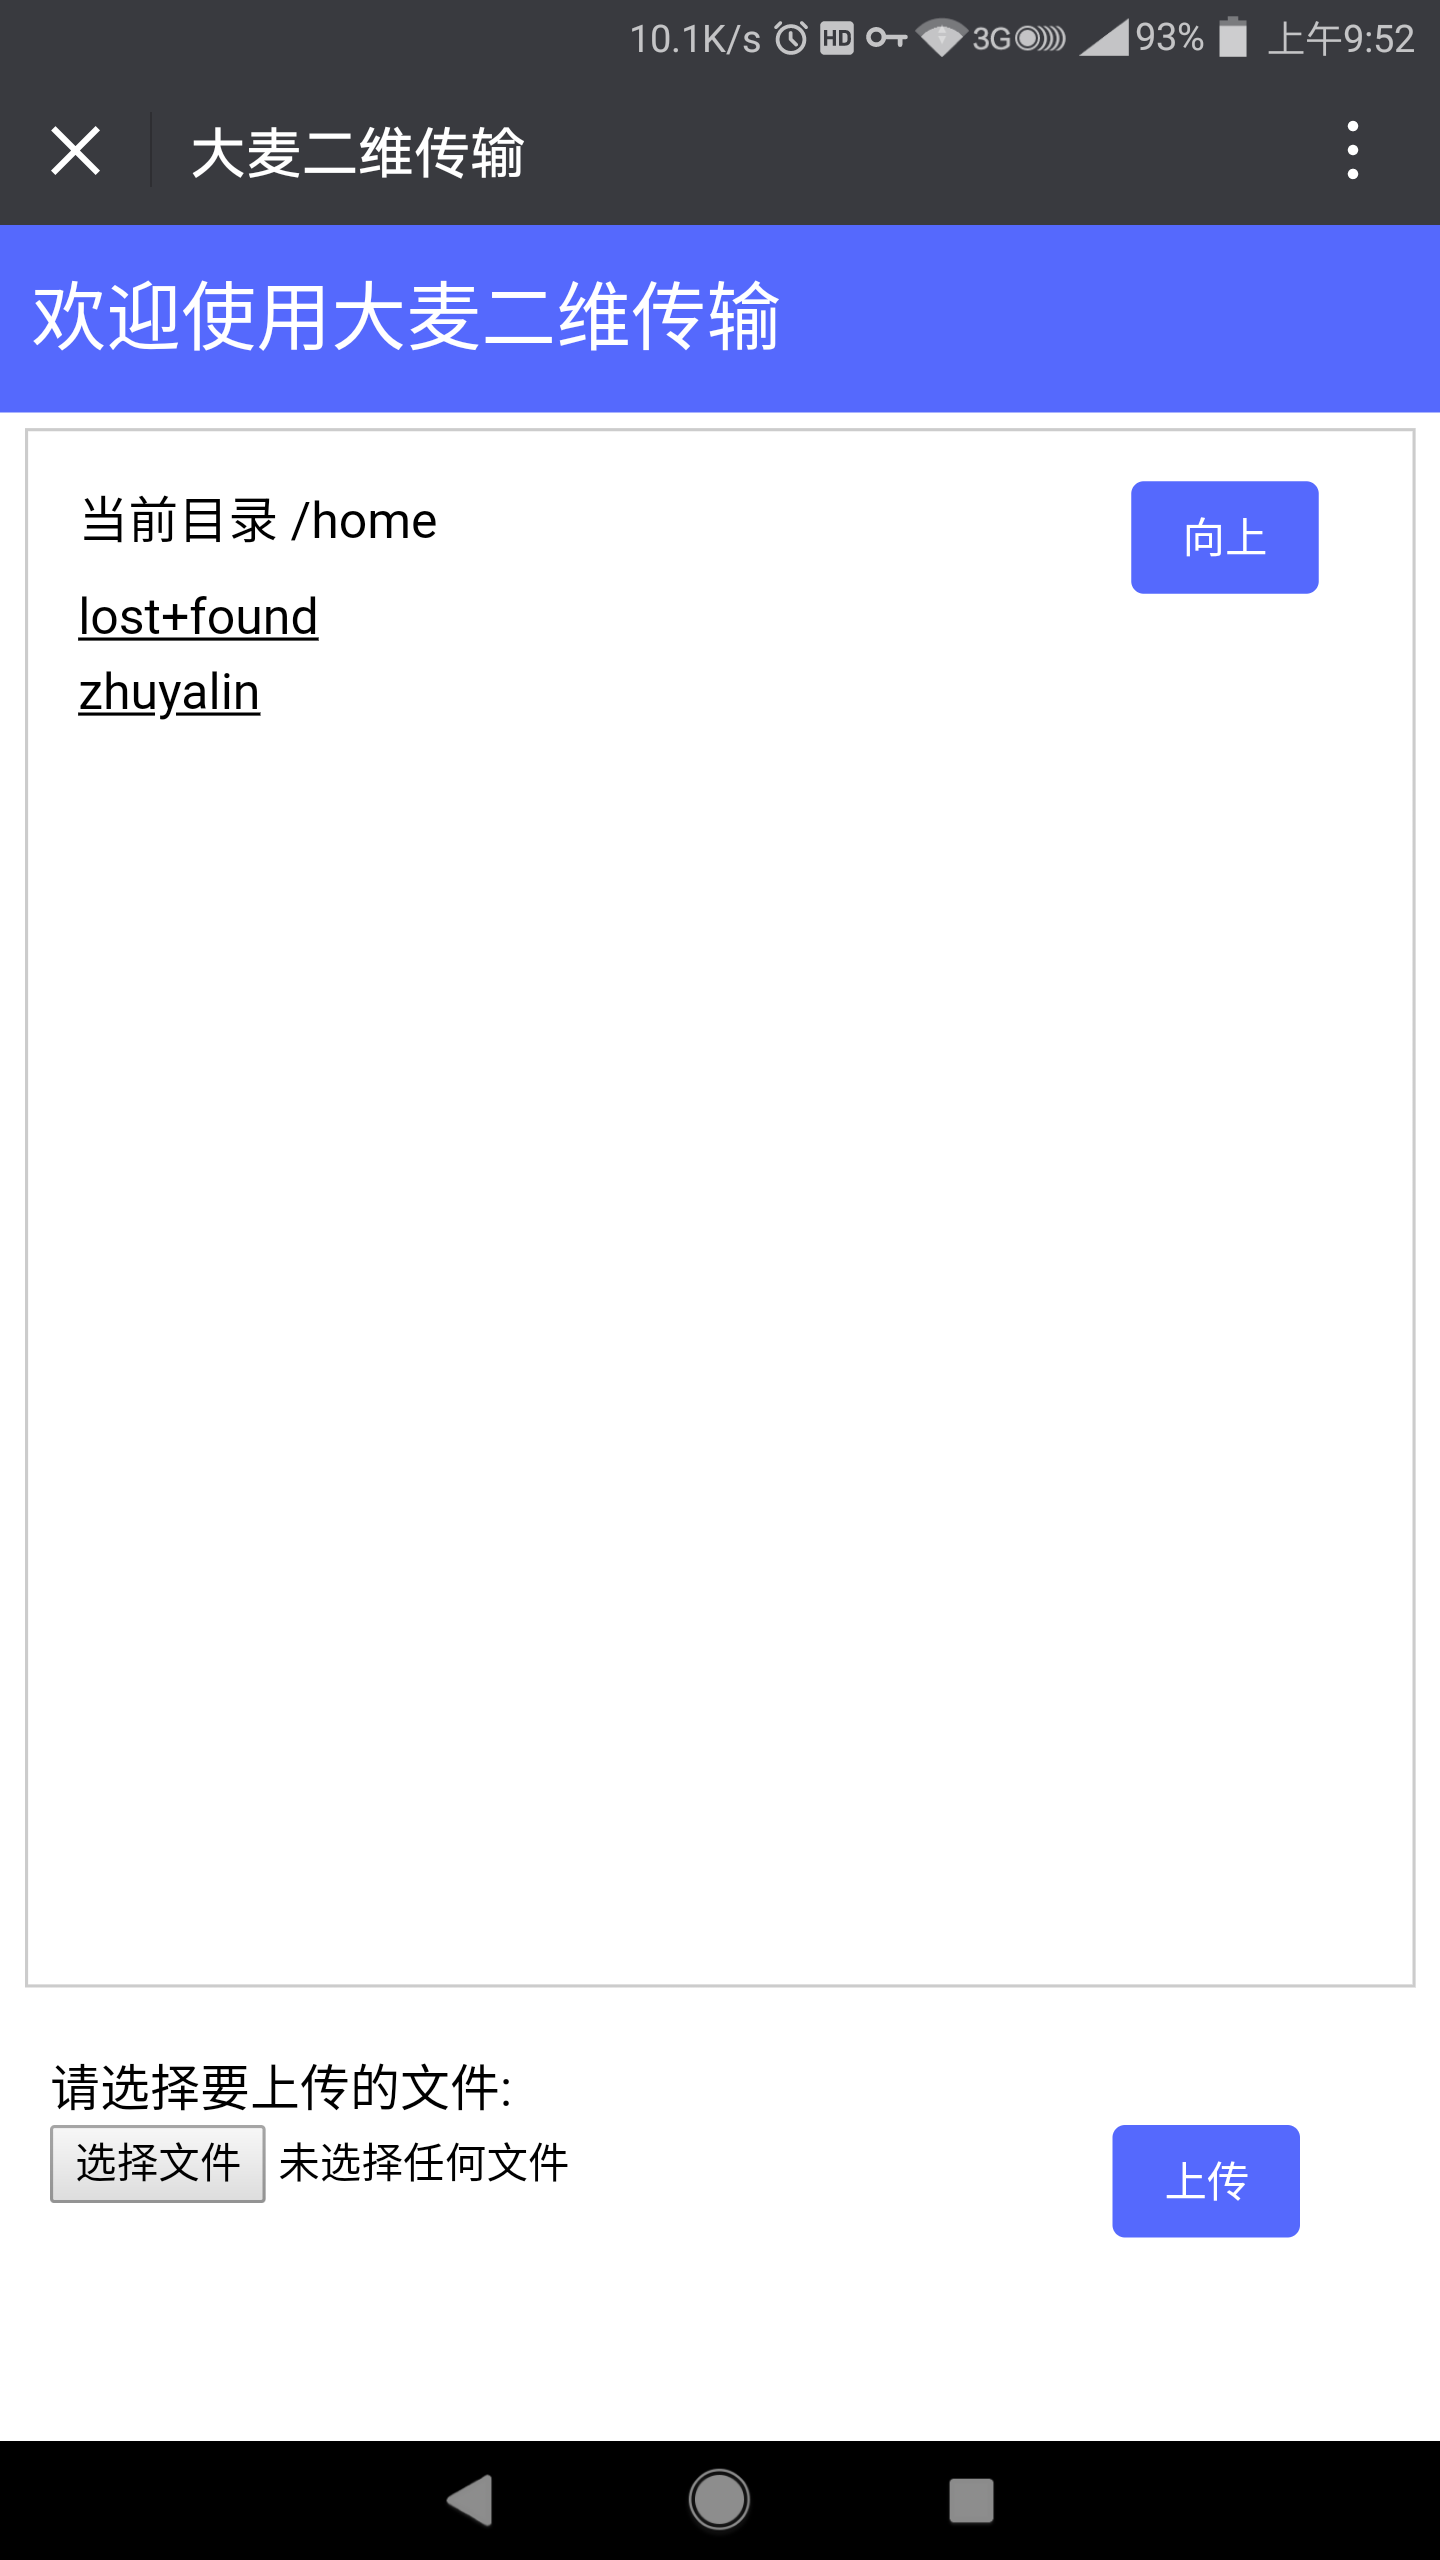 10.1K/s HD 3G 93% 上午9:52
大麦二维传输
欢迎使用大麦二维传输
当前目录 /home
向上
lost+found
zhuyalin
请选择要上传的文件:
选择文件 未选择任何文件
上传